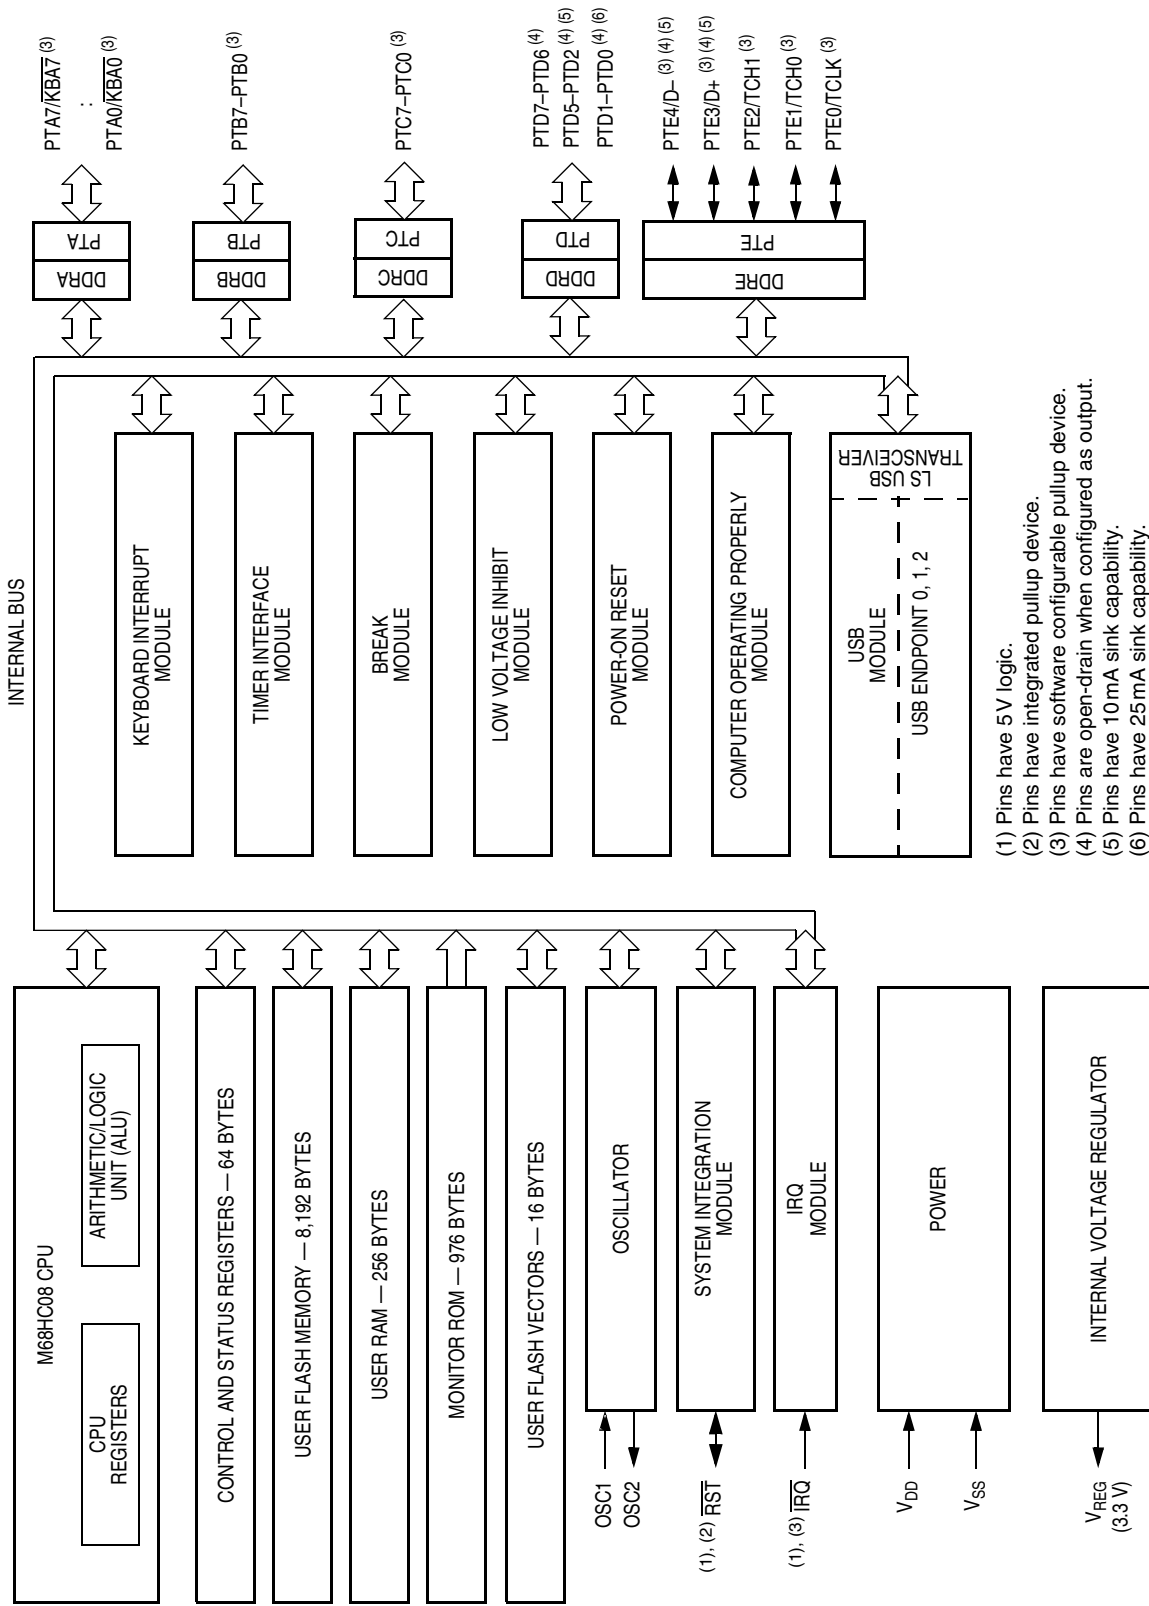 INTERNAL BUS
M68HC08 CPU
CPU
REGISTERS
ARITHMETIC/LOGIC
UNIT (ALU)
CONTROL AND STATUS REGISTERS — 64 BYTES
USER FLASH MEMORY — 8,192 BYTES
USER RAM — 256 BYTES
MONITOR ROM — 976 BYTES
USER FLASH VECTORS — 16 BYTES
OSC1
OSC2
OSCILLATOR
(1), (2) R̅S̅T̅
SYSTEM INTEGRATION
MODULE
(1), (3) I̅R̅Q̅
IRQ
MODULE
VDD
VSS
POWER
VREG
(3.3 V)
INTERNAL VOLTAGE REGULATOR
KEYBOARD INTERRUPT
MODULE
TIMER INTERFACE
MODULE
BREAK
MODULE
LOW VOLTAGE INHIBIT
MODULE
POWER-ON RESET
MODULE
COMPUTER OPERATING PROPERLY
MODULE
USB
MODULE
USB ENDPOINT 0, 1, 2
LS USB
TRANSCEIVER
DDRA
PTA
PTA7/K̅B̅A̅7̅ (3)
:
PTA0/K̅B̅A̅0̅ (3)
DDRB
PTB
PTB7–PTB0 (3)
DDRC
PTC
PTC7–PTC0 (3)
DDRD
PTD
PTD7–PTD6 (4)
PTD5–PTD2 (4) (5)
PTD1–PTD0 (4) (6)
DDRE
PTE
PTE4/D– (3) (4) (5)
PTE3/D+ (3) (4) (5)
PTE2/TCH1 (3)
PTE1/TCH0 (3)
PTE0/TCLK (3)
(1) Pins have 5 V logic.
(2) Pins have integrated pullup device.
(3) Pins have software configurable pullup device.
(4) Pins are open-drain when configured as output.
(5) Pins have 10mA sink capability.
(6) Pins have 25mA sink capability.